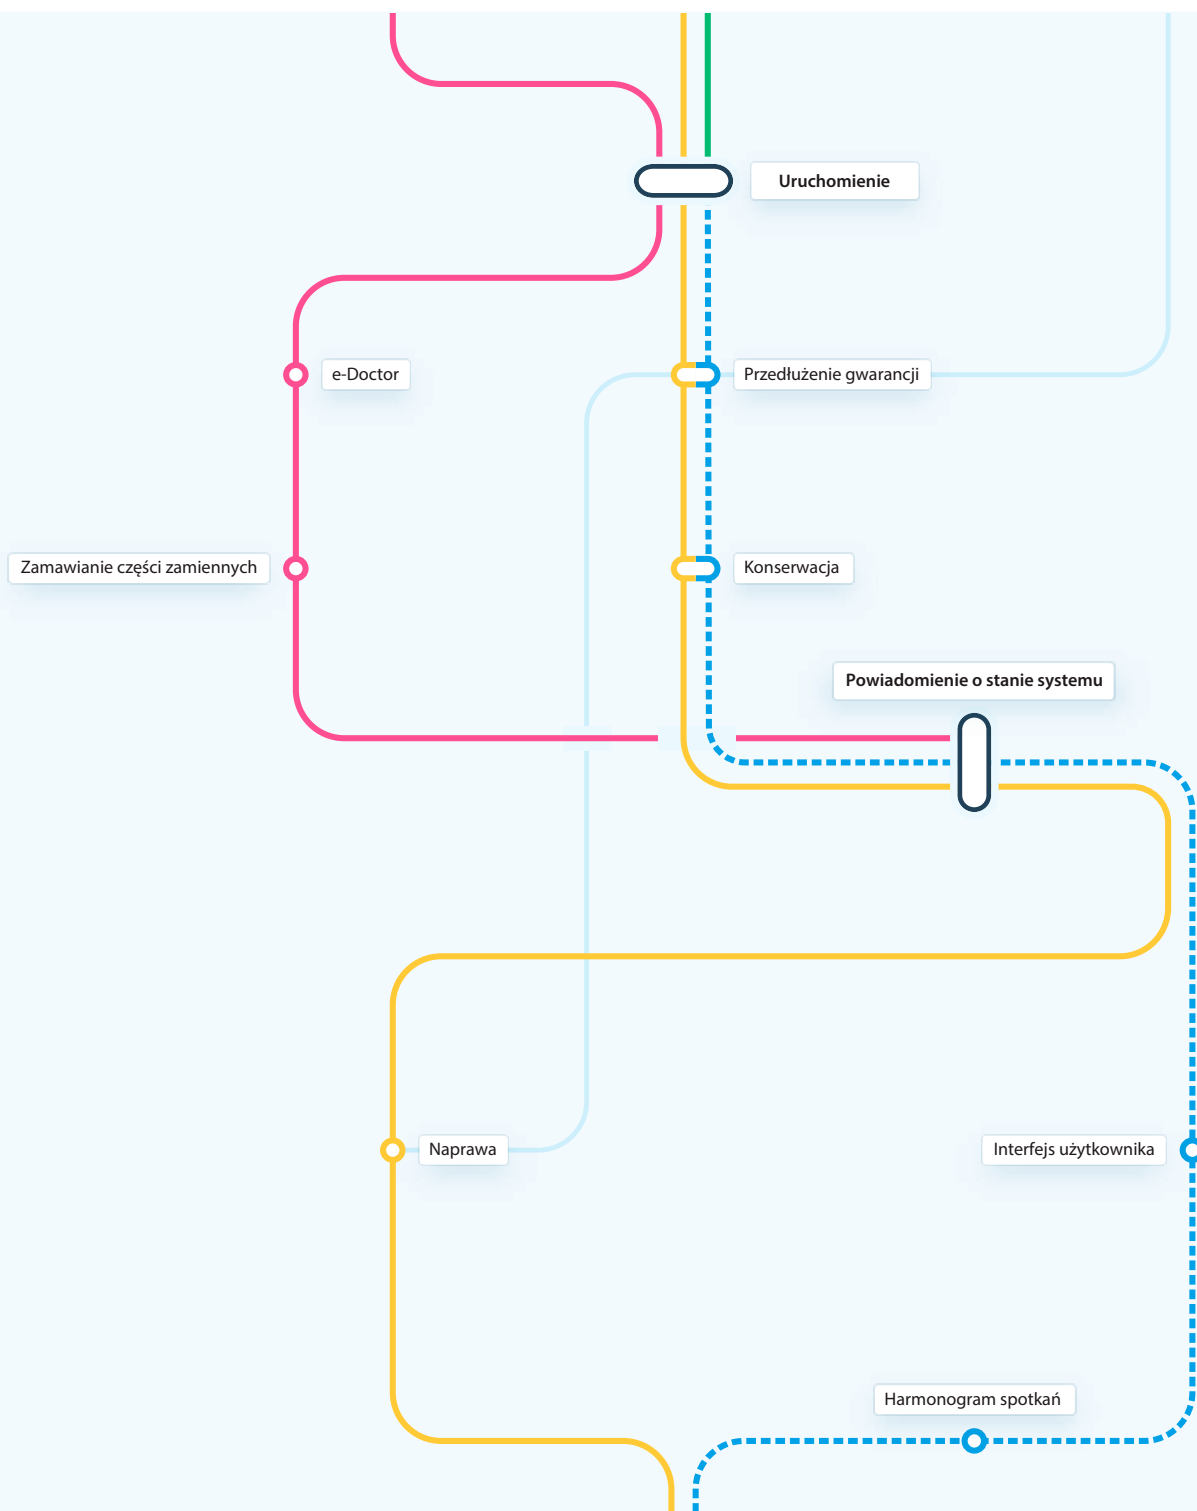 Uruchomienie
e-Doctor
Przedłużenie gwarancji
Zamawianie części zamiennych
Konserwacja
Powiadomienie o stanie systemu
Naprawa
Interfejs użytkownika
Harmonogram spotkań